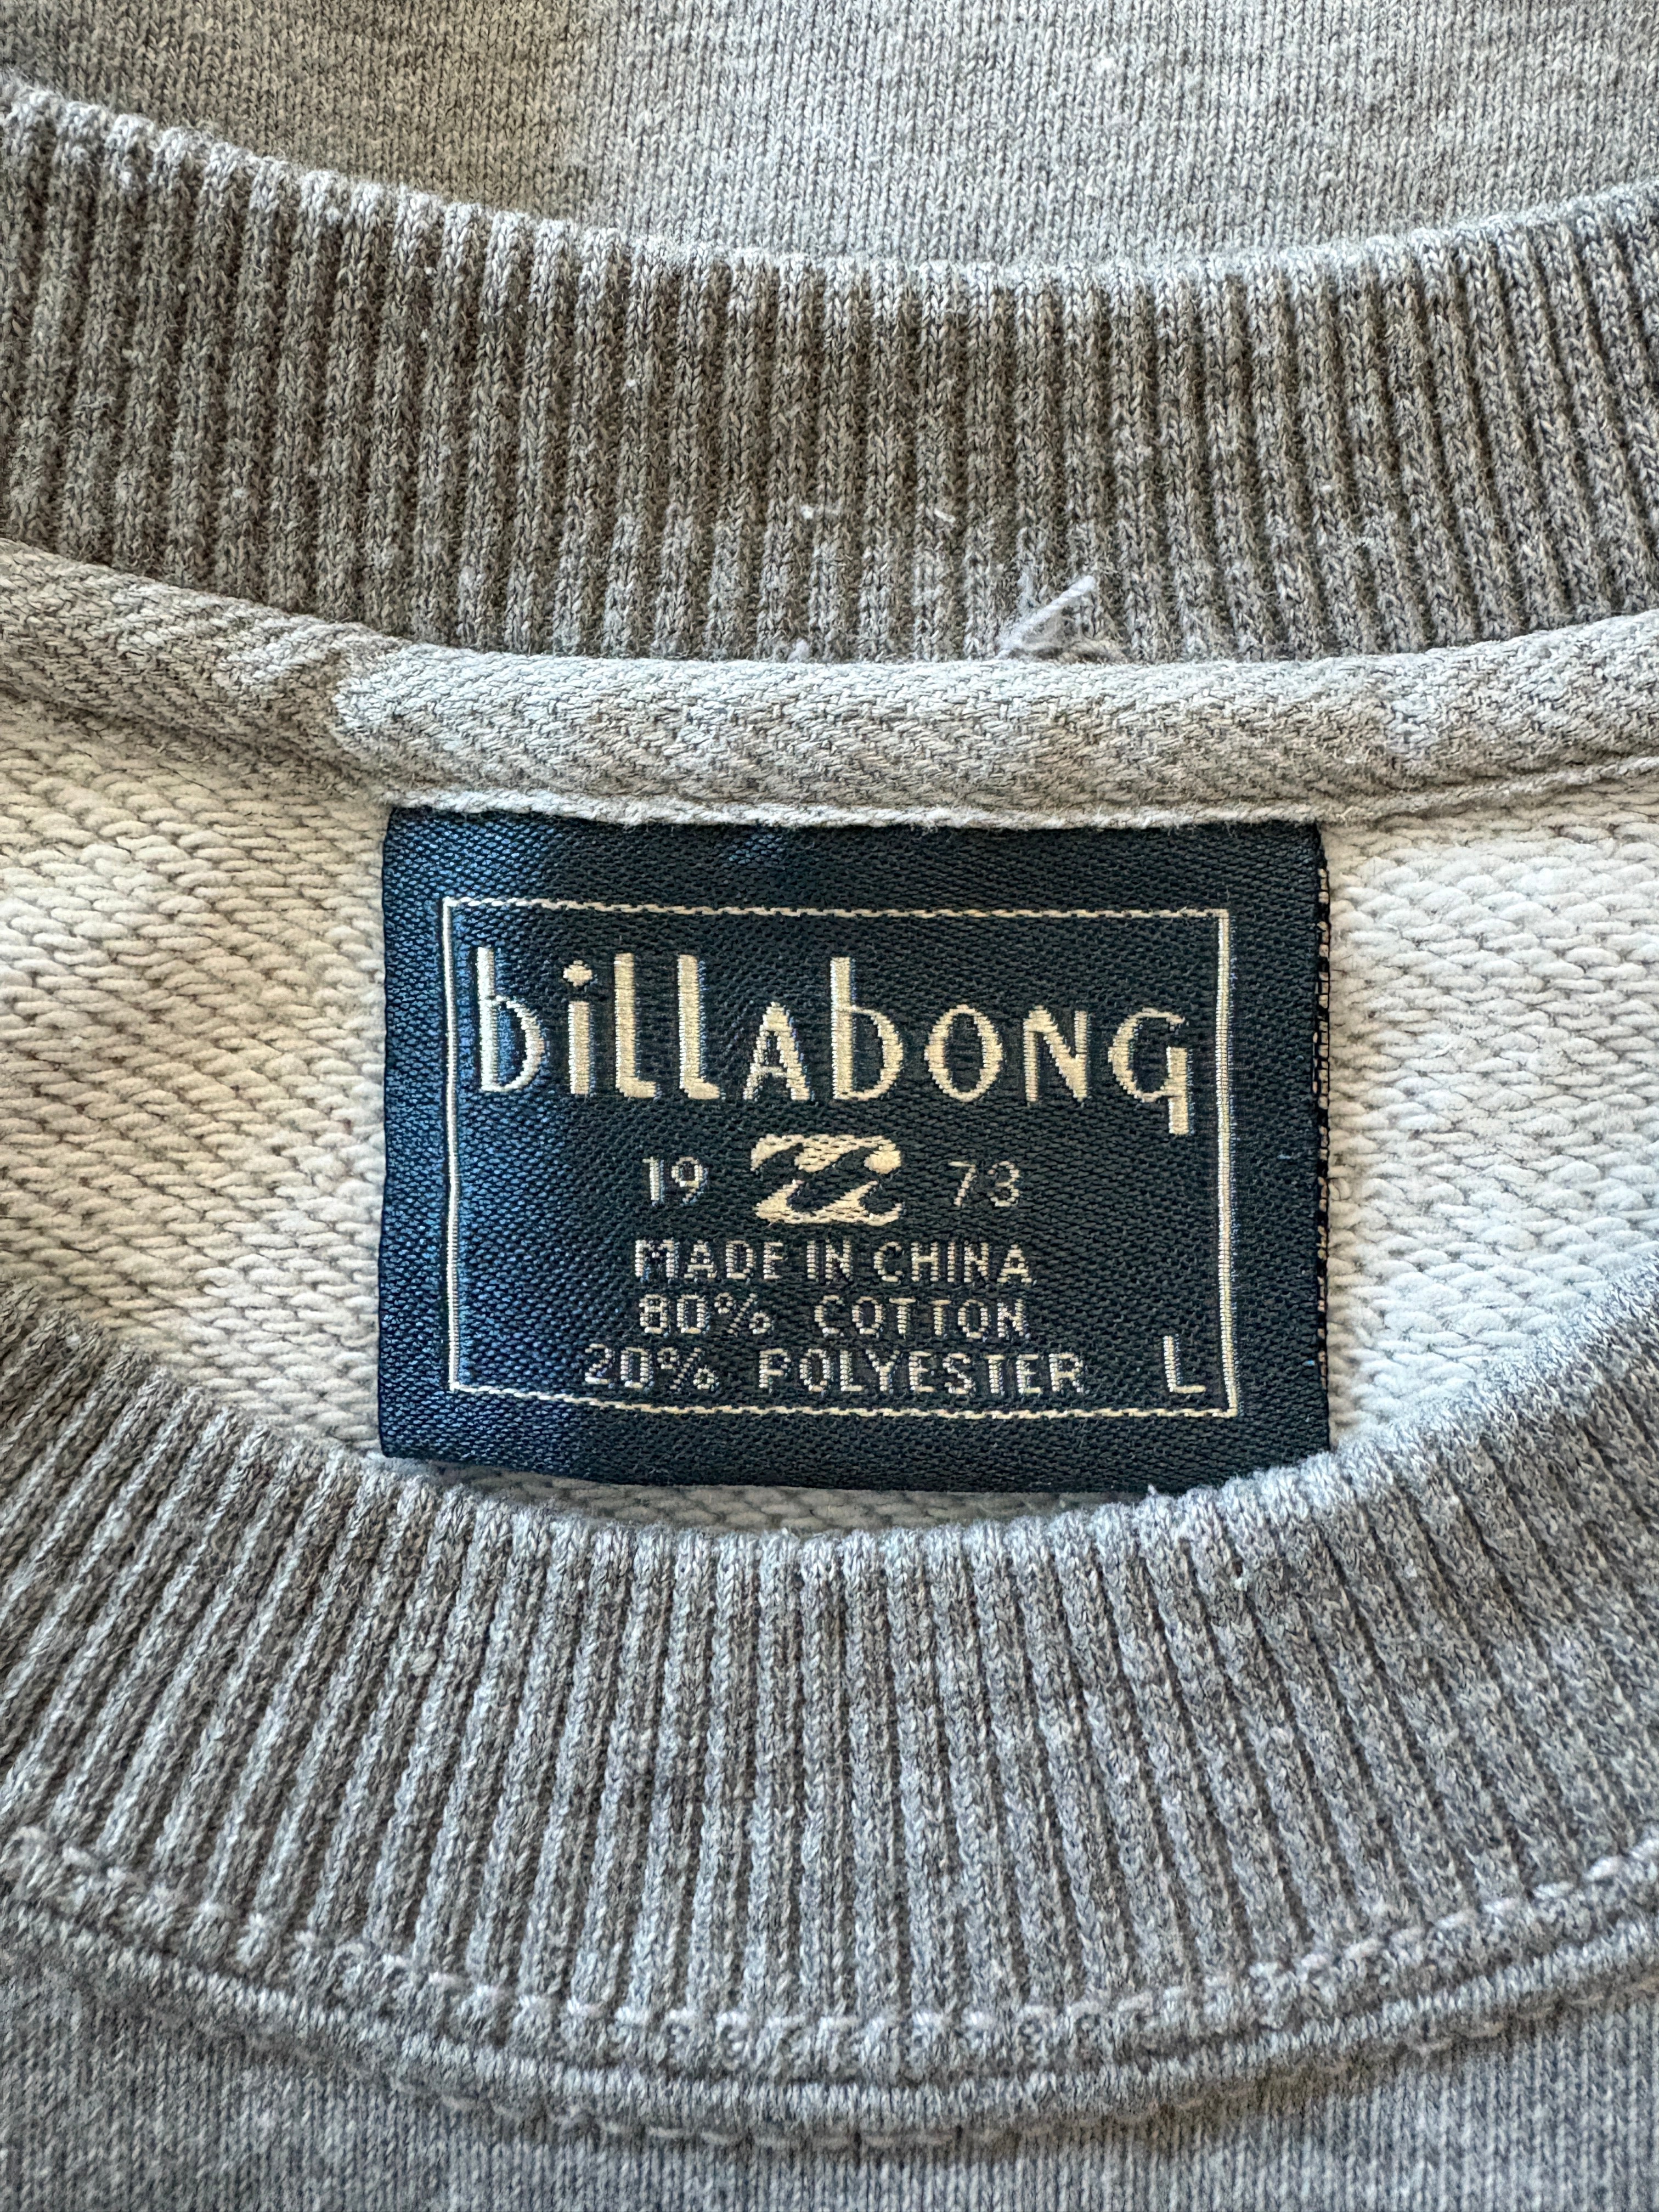 billabong
19 73
MADE IN CHINA
80% COTTON
20% POLYESTER L